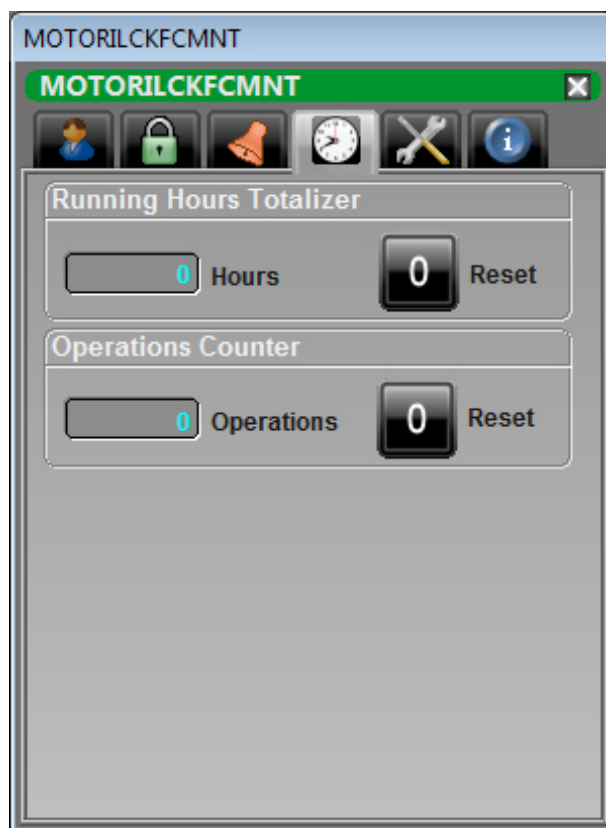 MOTORILCKFCMNT
MOTORILCKFCMNT
Running Hours Totalizer
0 Hours 0 Reset
Operations Counter
0 Operations 0 Reset